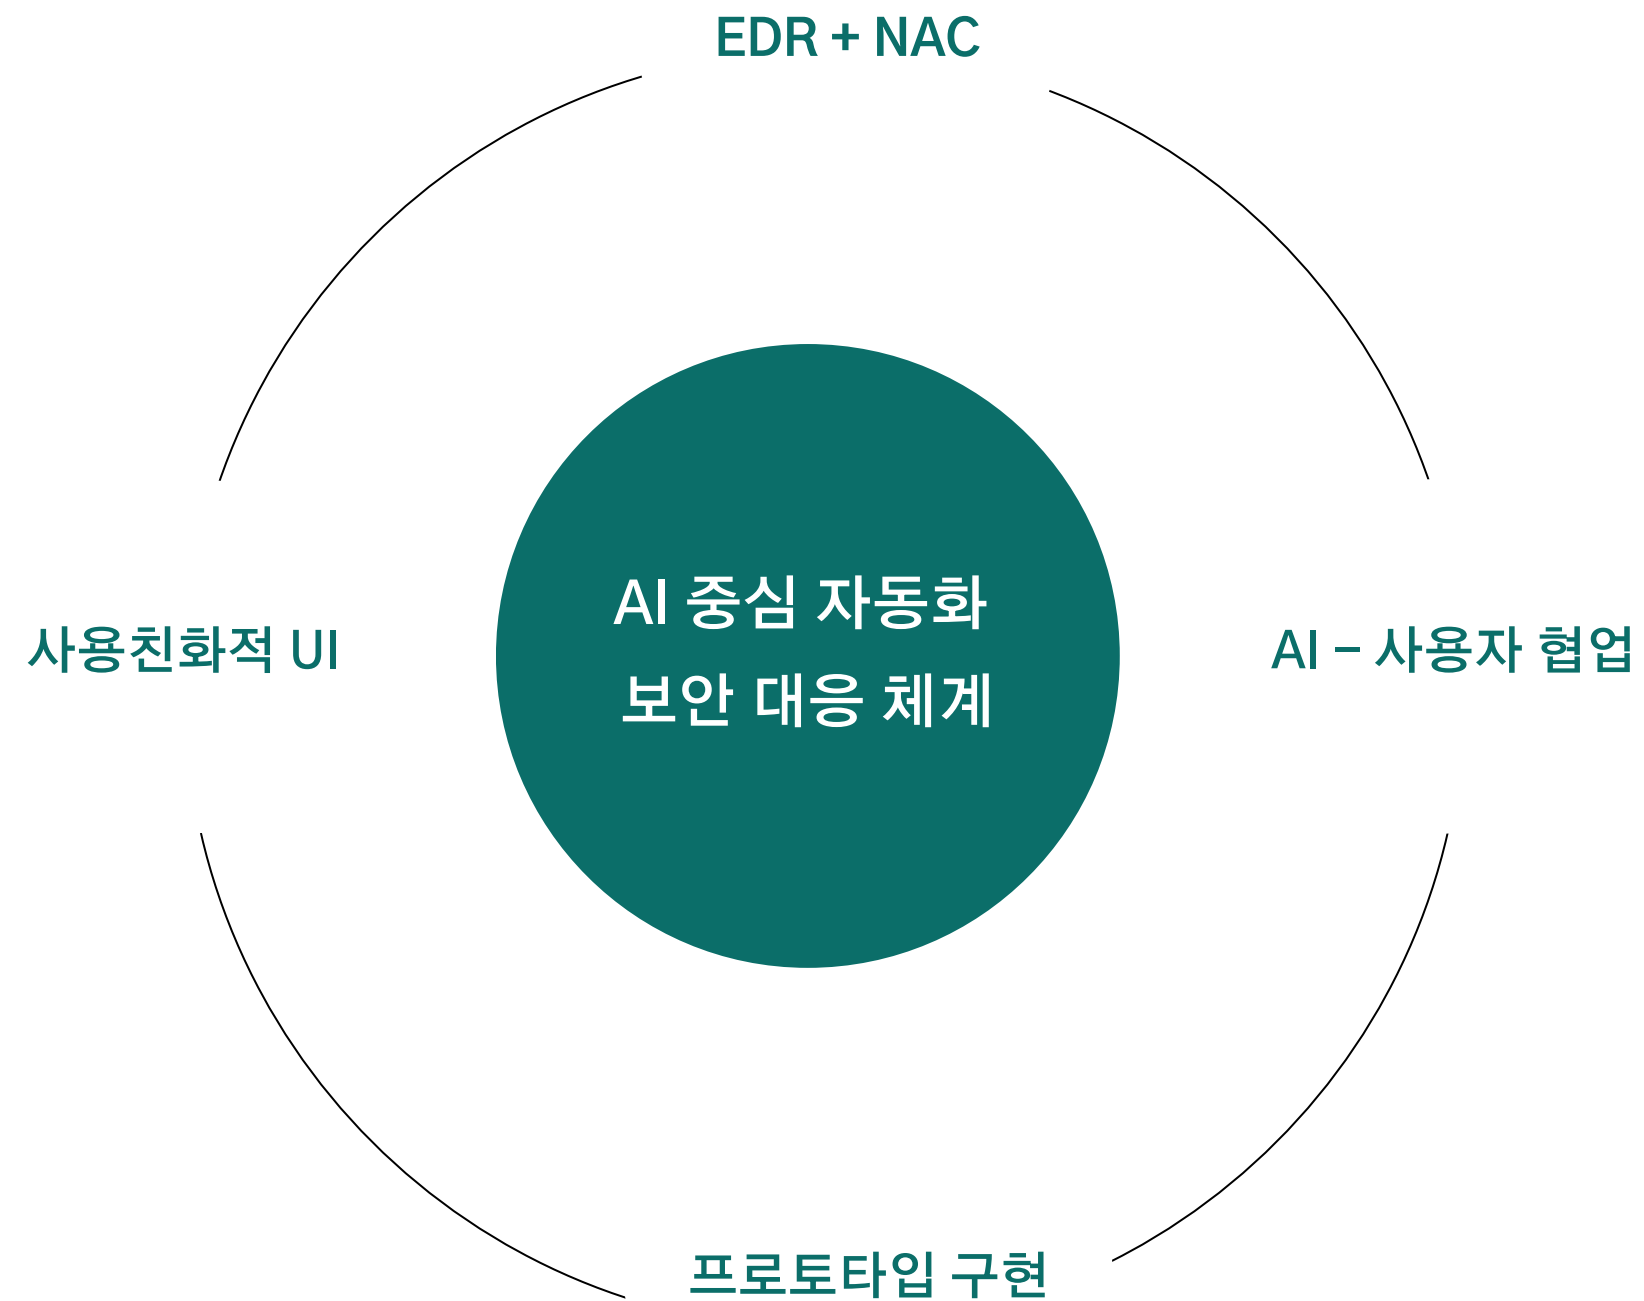 EDR + NAC
AI 중심 자동화
보안 대응 체계
사용친화적 UI
AI – 사용자 협업
프로토타입 구현